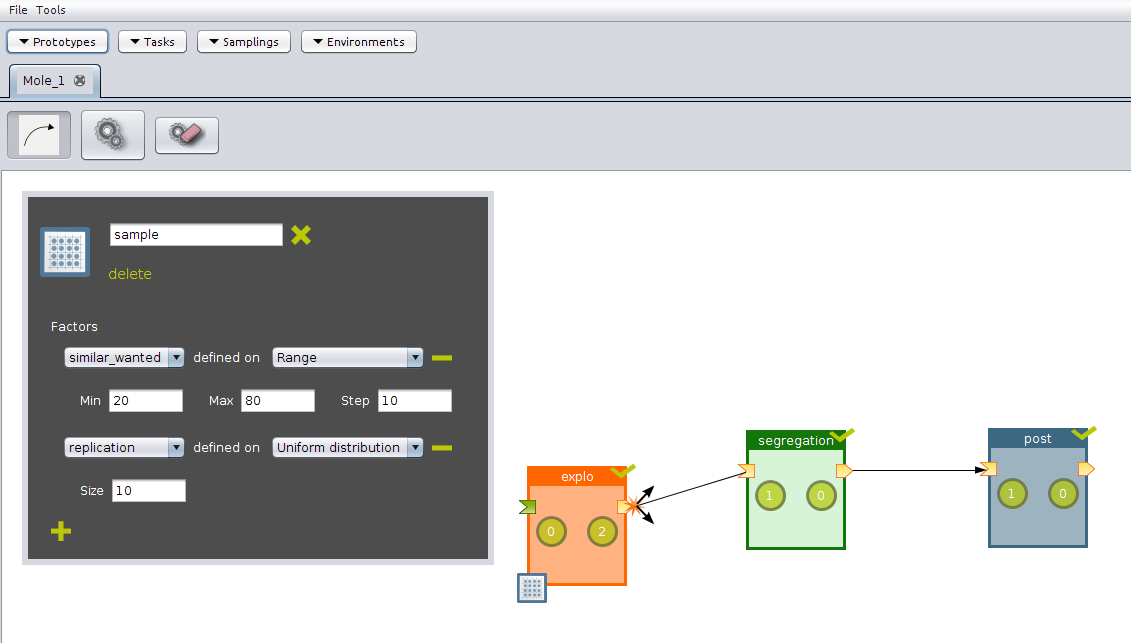 File Tools
Prototypes Tasks Samplings Environments
Mole_1
sample
delete
Factors
similar_wanted defined on Range
Min 20 Max 80 Step 10
replication defined on Uniform distribution
Size 10
explo
0 2
segregation
1 0
post
1 0